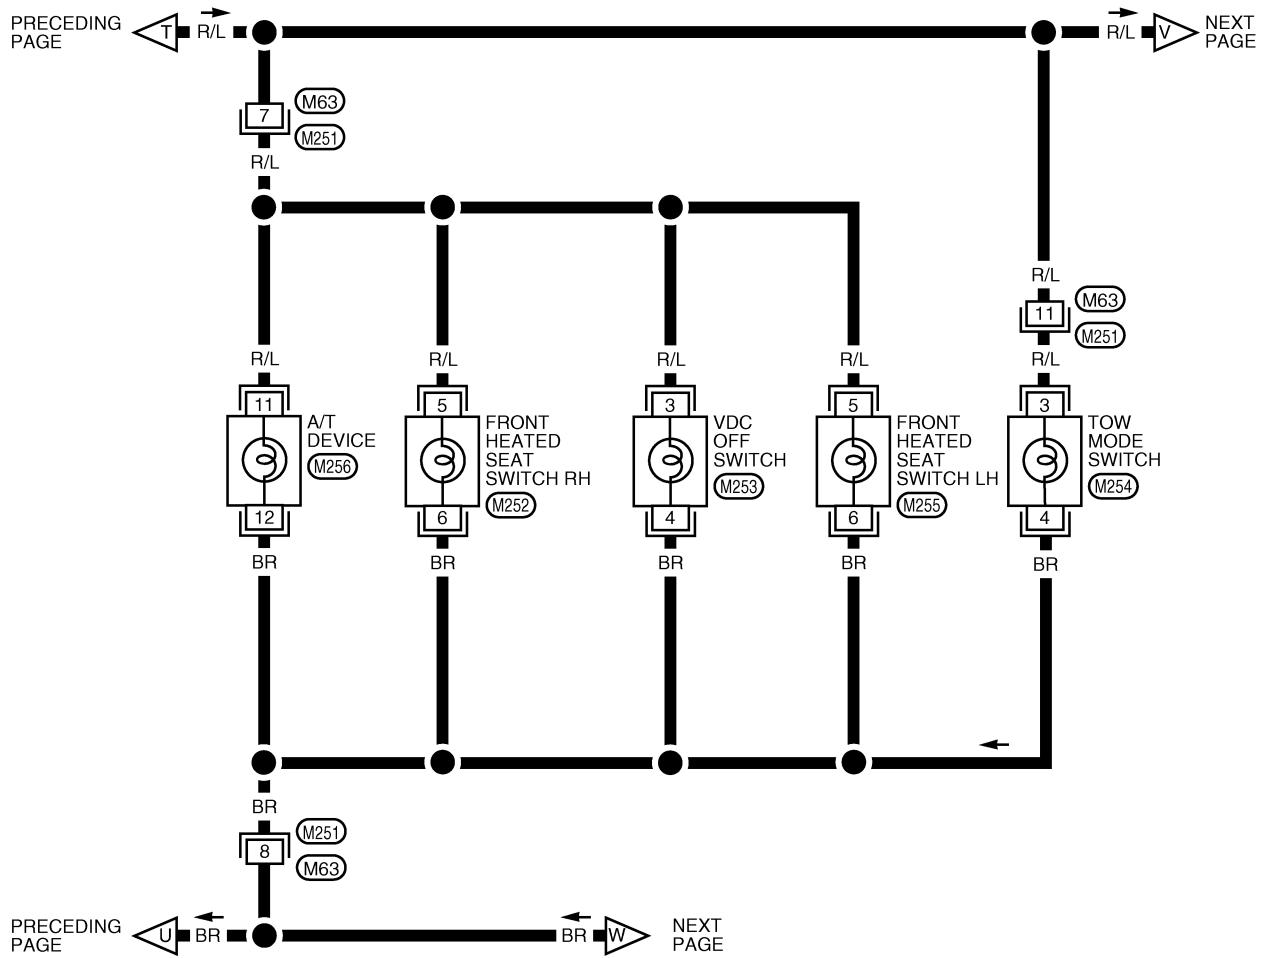 PRECEDING
PAGE
T
R/L
R/L
V
NEXT
PAGE
7
M63
M251
R/L
R/L
11
M63
M251
R/L
R/L
R/L
R/L
R/L
11
A/T
DEVICE
M256
12
5
FRONT
HEATED
SEAT
SWITCH RH
M252
6
3
VDC
OFF
SWITCH
M253
4
5
FRONT
HEATED
SEAT
SWITCH LH
M255
6
3
TOW
MODE
SWITCH
M254
4
BR
BR
BR
BR
BR
BR
M251
8
M63
PRECEDING
PAGE
U
BR
BR
W
NEXT
PAGE